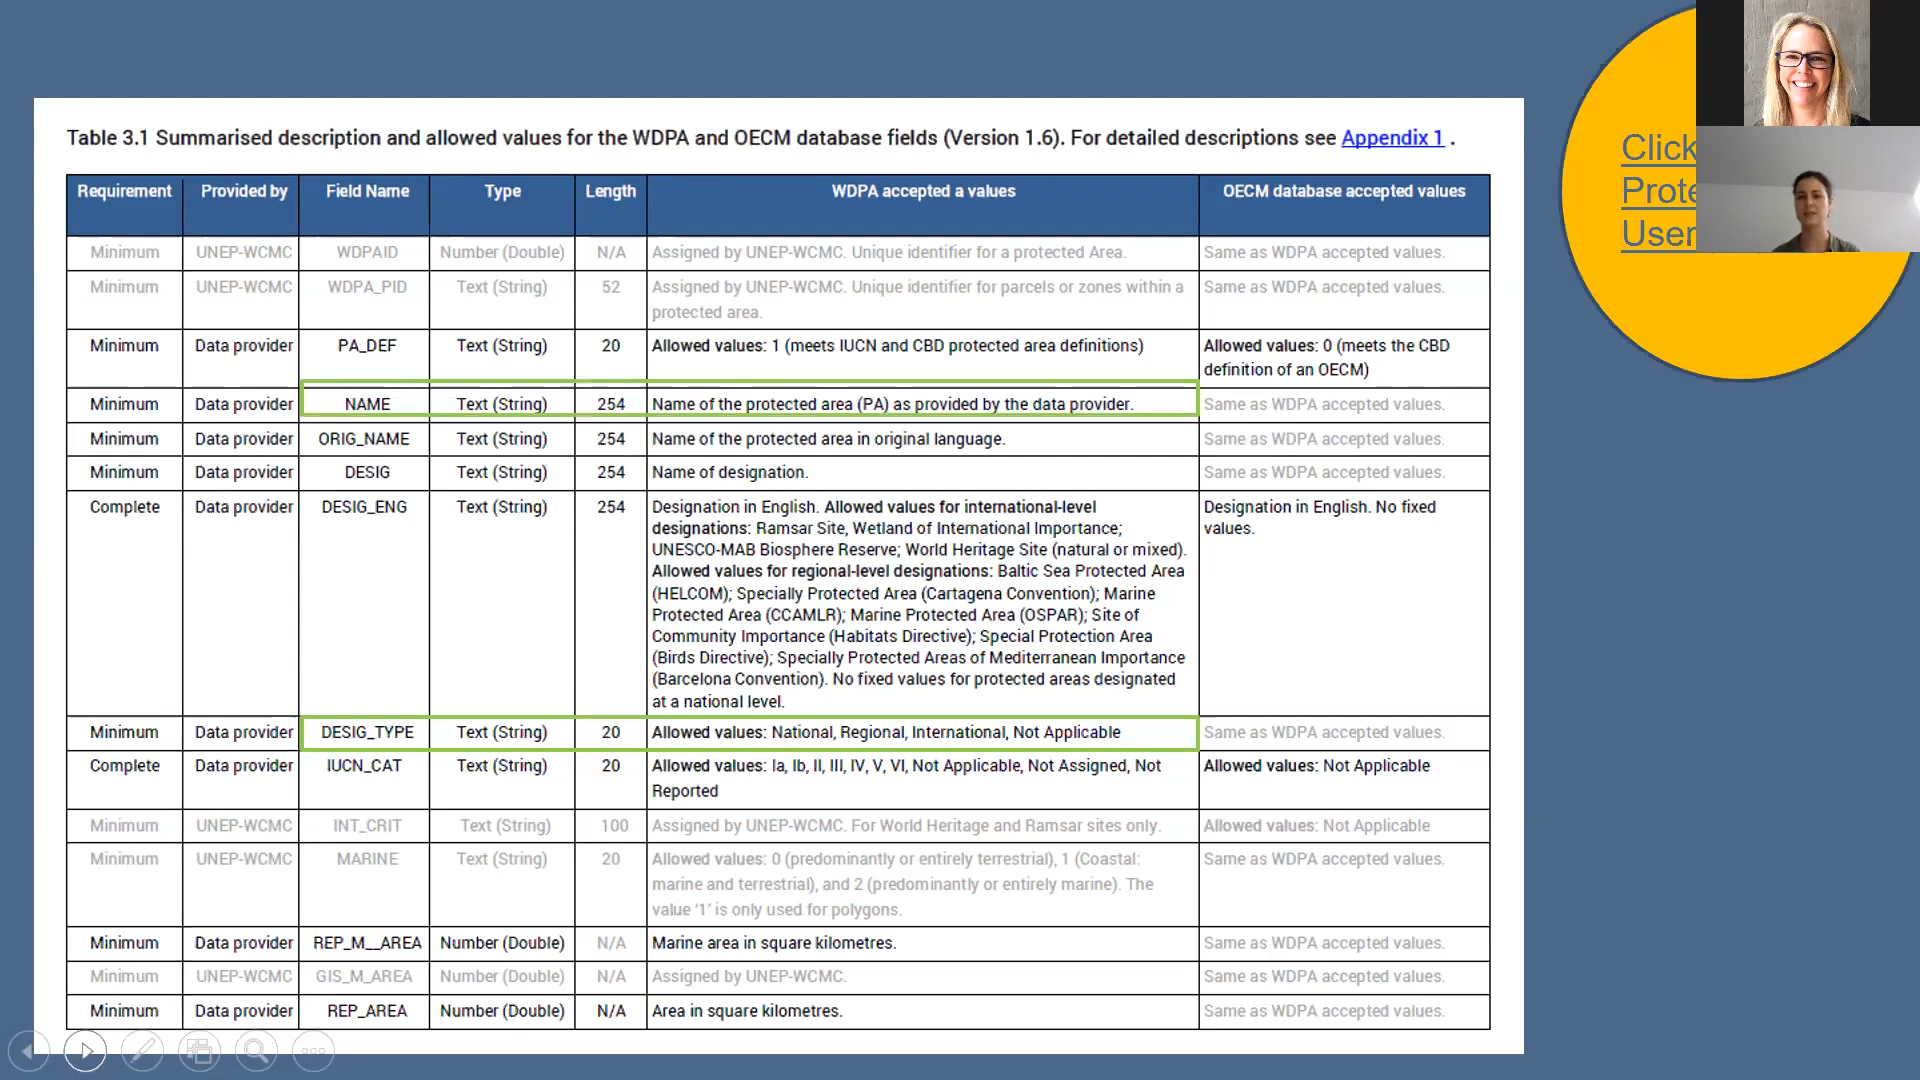 Table 3.1 Summarised description and allowed values for the WDPA and OECM database fields (Version 1.6). For detailed descriptions see Appendix 1 .
Requirement Provided by Field Name Type Length WDPA accepted a values OECM database accepted values
Minimum UNEP-WCMC WDPAID Number (Double) N/A Assigned by UNEP-WCMC. Unique identifier for a protected Area. Same as WDPA accepted values.
Minimum UNEP-WCMC WDPA_PID Text (String) 52 Assigned by UNEP-WCMC. Unique identifier for parcels or zones within a Same as WDPA accepted values.
protected area.
Minimum Data provider PA_DEF Text (String) 20 Allowed values: 1 (meets IUCN and CBD protected area definitions) Allowed values: 0 (meets the CBD
definition of an OECM)
Minimum Data provider NAME Text (String) 254 Name of the protected area (PA) as provided by the data provider. Same as WDPA accepted values.
Minimum Data provider ORIG_NAME Text (String) 254 Name of the protected area in original language. Same as WDPA accepted values.
Minimum Data provider DESIG Text (String) 254 Name of designation. Same as WDPA accepted values.
Complete Data provider DESIG_ENG Text (String) 254 Designation in English. Allowed values for international-level Designation in English. No fixed
designations: Ramsar Site, Wetland of International Importance; values.
UNESCO-MAB Biosphere Reserve; World Heritage Site (natural or mixed).
Allowed values for regional-level designations: Baltic Sea Protected Area
(HELCOM); Specially Protected Area (Cartagena Convention); Marine
Protected Area (CCAMLR); Marine Protected Area (OSPAR); Site of
Community Importance (Habitats Directive); Special Protection Area
(Birds Directive); Specially Protected Areas of Mediterranean Importance
(Barcelona Convention). No fixed values for protected areas designated
at a national level.
Minimum Data provider DESIG_TYPE Text (String) 20 Allowed values: National, Regional, International, Not Applicable Same as WDPA accepted values.
Complete Data provider IUCN_CAT Text (String) 20 Allowed values: Ia, Ib, II, III, IV, V, VI, Not Applicable, Not Assigned, Not Allowed values: Not Applicable
Reported
Minimum UNEP-WCMC INT_CRIT Text (String) 100 Assigned by UNEP-WCMC. For World Heritage and Ramsar sites only. Allowed values: Not Applicable
Minimum UNEP-WCMC MARINE Text (String) 20 Allowed values: 0 (predominantly or entirely terrestrial), 1 (Coastal: Same as WDPA accepted values.
marine and terrestrial), and 2 (predominantly or entirely marine). The
value ‘1’ is only used for polygons.
Minimum Data provider REP_M__AREA Number (Double) N/A Marine area in square kilometres. Same as WDPA accepted values.
Minimum UNEP-WCMC GIS_M_AREA Number (Double) N/A Assigned by UNEP-WCMC. Same as WDPA accepted values.
Minimum Data provider REP_AREA Number (Double) N/A Area in square kilometres. Same as WDPA accepted values.
Click
Prote
User